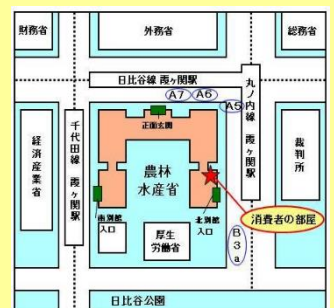 財務省
外務省
総務省
日比谷線 霞ヶ関駅
A7
A6
A5
丸ノ内線 霞ヶ関駅
千代田線 霞ヶ関駅
経済産業省
正面玄関
農林
水産省
裁判所
南別館
入口
北別館
入口
消費者の部屋
厚生
労働省
B3a
日比谷公園